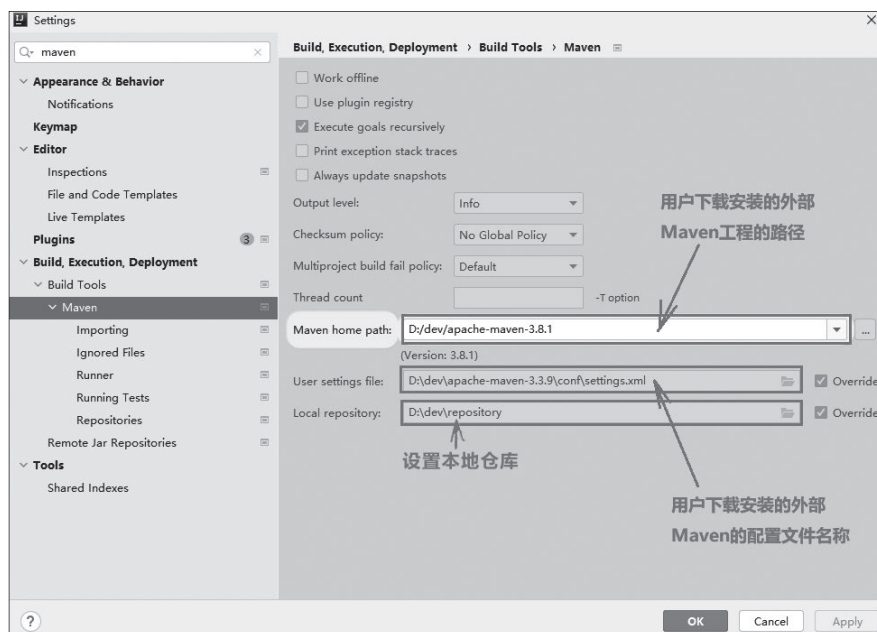 Settings
maven
Appearance & Behavior
Notifications
Keymap
Editor
Inspections
File and Code Templates
Live Templates
Plugins
3
Build, Execution, Deployment
Build Tools
Maven
Importing
Ignored Files
Runner
Running Tests
Repositories
Remote Jar Repositories
Tools
Shared Indexes
Build, Execution, Deployment › Build Tools › Maven
Work offline
Use plugin registry
Execute goals recursively
Print exception stack traces
Always update snapshots
Output level: Info
用户下载安装的外部
Maven工程的路径
Checksum policy: No Global Policy
Multiproject build fail policy: Default
Thread count -T option
Maven home path: D:/dev/apache-maven-3.8.1 ...
(Version: 3.8.1)
User settings file: D:\dev\apache-maven-3.3.9\conf\settings.xml Override
Local repository: D:\dev\repository Override
设置本地仓库
用户下载安装的外部
Maven的配置文件名称
? OK Cancel Apply